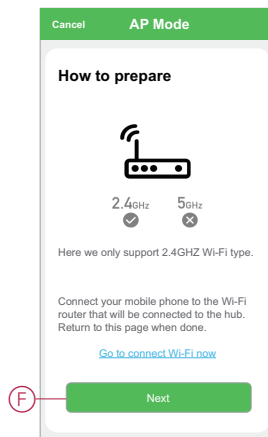 Cancel AP Mode
How to prepare
2.4GHz 5GHz
Here we only support 2.4GHZ Wi-Fi type.
Connect your mobile phone to the Wi-Fi
router that will be connected to the hub.
Return to this page when done.
Go to connect Wi-Fi now
F Next